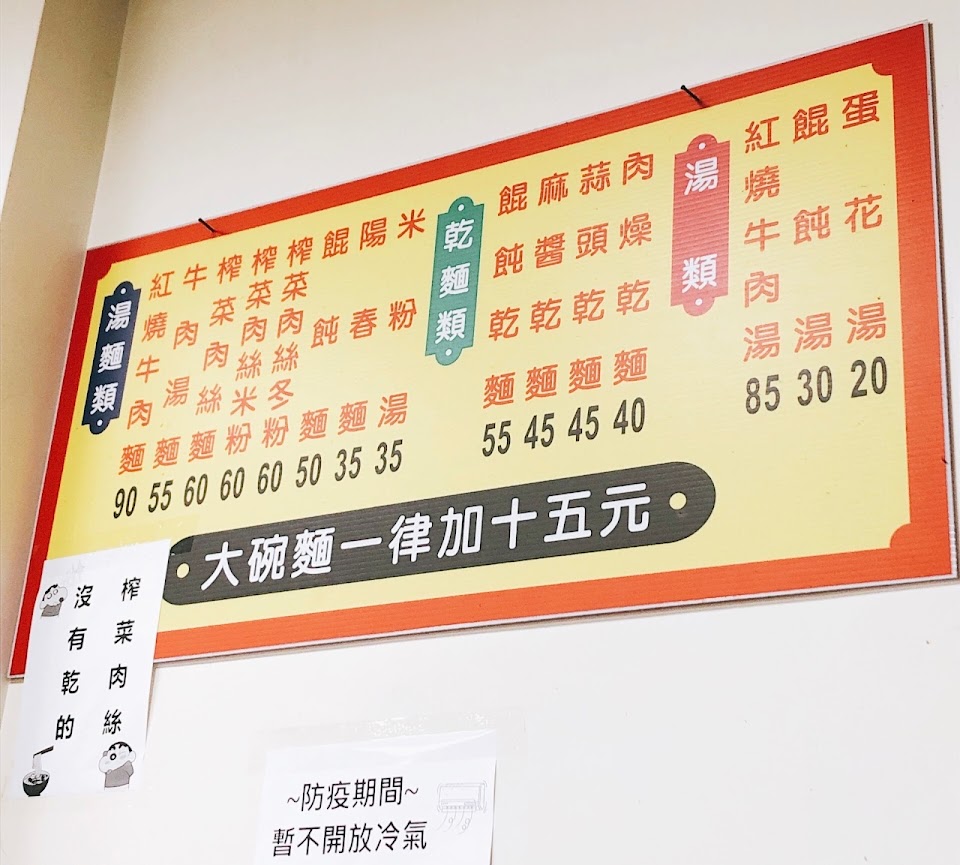 湯麵類
紅燒牛肉麵 90
牛肉湯麵 55
榨菜肉絲麵 60
榨菜肉絲米粉 60
榨菜肉絲冬粉 60
餛飩麵 50
陽春麵 35
米粉湯 35
乾麵類
餛飩乾麵 55
麻醬乾麵 45
蒜頭乾麵 45
肉燥乾麵 40
湯類
紅燒牛肉湯 85
餛飩湯 30
蛋花湯 20
大碗麵一律加十五元
榨菜肉絲
沒有乾的
~防疫期間~
暫不開放冷氣